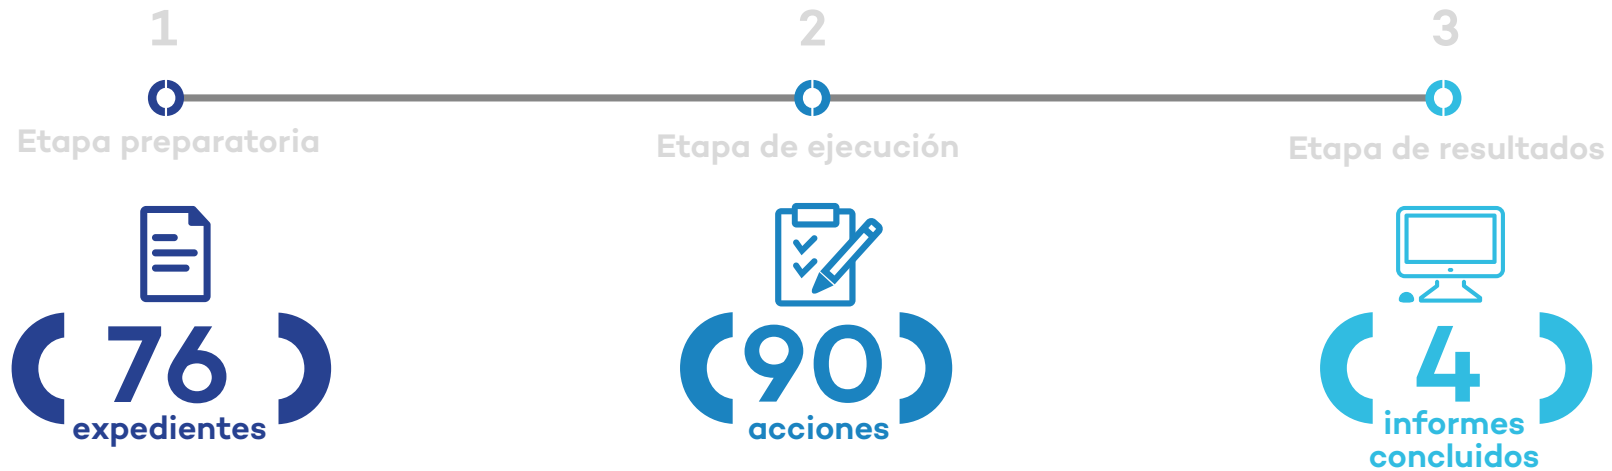 1
Etapa preparatoria
76
expedientes
2
Etapa de ejecución
90
acciones
3
Etapa de resultados
4
informes
concluidos